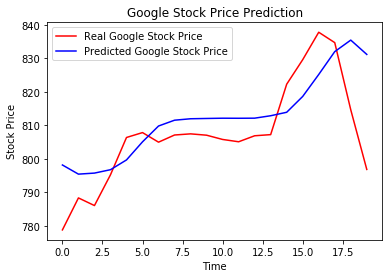 Google Stock Price Prediction
Real Google Stock Price
Predicted Google Stock Price
Stock Price
840
830
820
810
800
790
780
0.0 2.5 5.0 7.5 10.0 12.5 15.0 17.5
Time